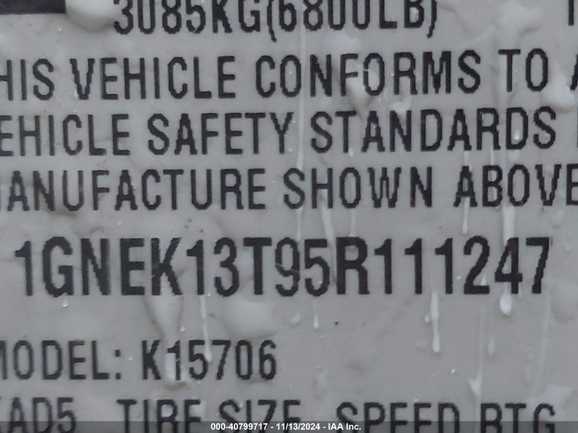 3085KG(6800LB)
HIS VEHICLE CONFORMS TO A
EHICLE SAFETY STANDARDS
MANUFACTURE SHOWN ABOVE
1GNEK13T95R111247
MODEL: K15706
TIRE SIZE SPEED RTG
000-40799717 - 11/13/2024 - IAA Inc.